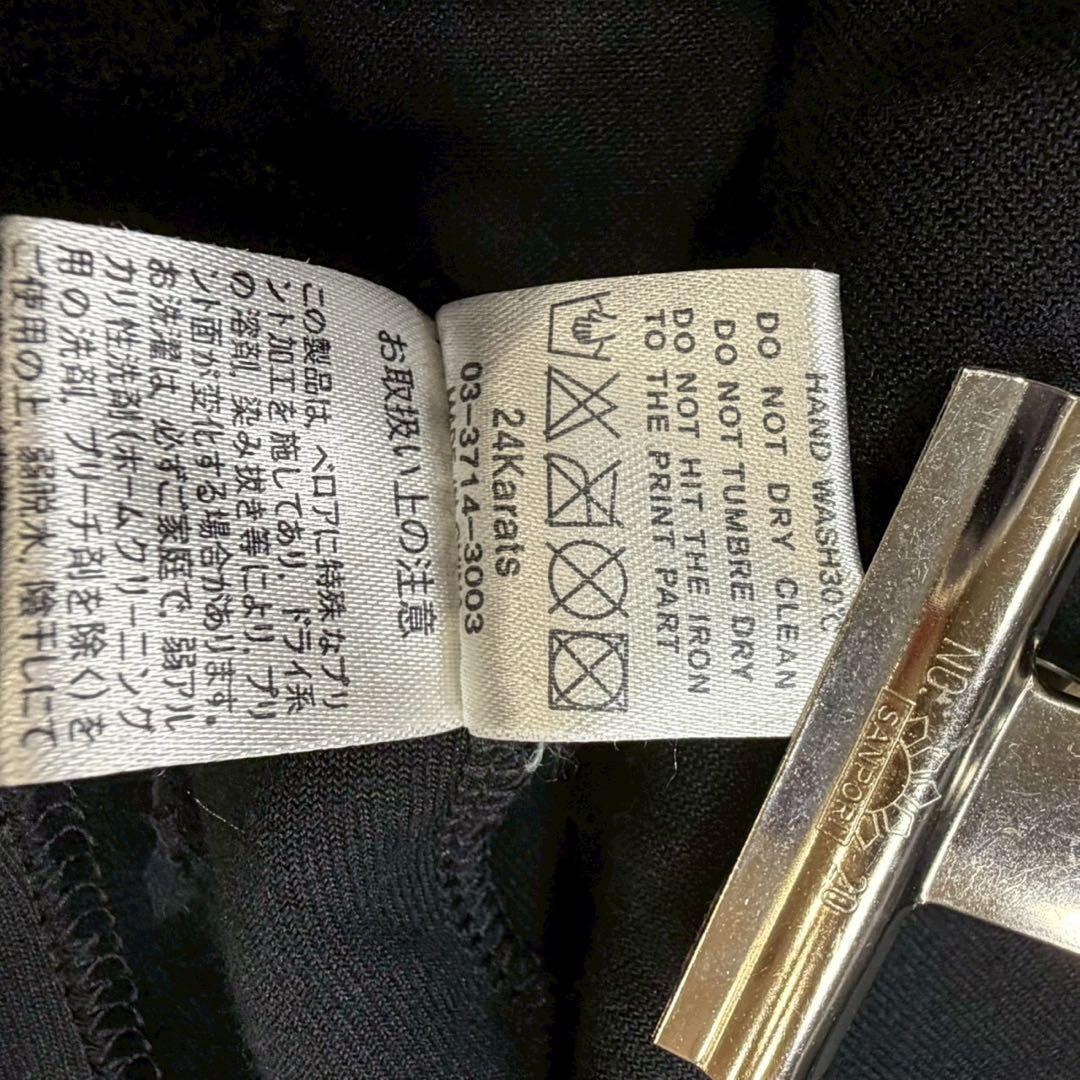 HAND WASH30℃
DO NOT DRY CLEAN
DO NOT TUMBRE DRY
DO NOT HIT THE IRON
TO THE PRINT PART
24Karats
03-3714-3003
お取扱い上の注意
この製品は、ベロアに特殊なプリ
ント加工を施してあり、ドライ系
の溶剤、染み抜き等により、プリ
ント面が変化する場合があります。
お洗濯は、必ずご家庭で、弱アル
カリ性洗剤(ホームクリーニング
用の洗剤、ブリーチ剤を除く)を
ご使用の上、弱脱水、陰干しにて
NO. 20
SANPORT